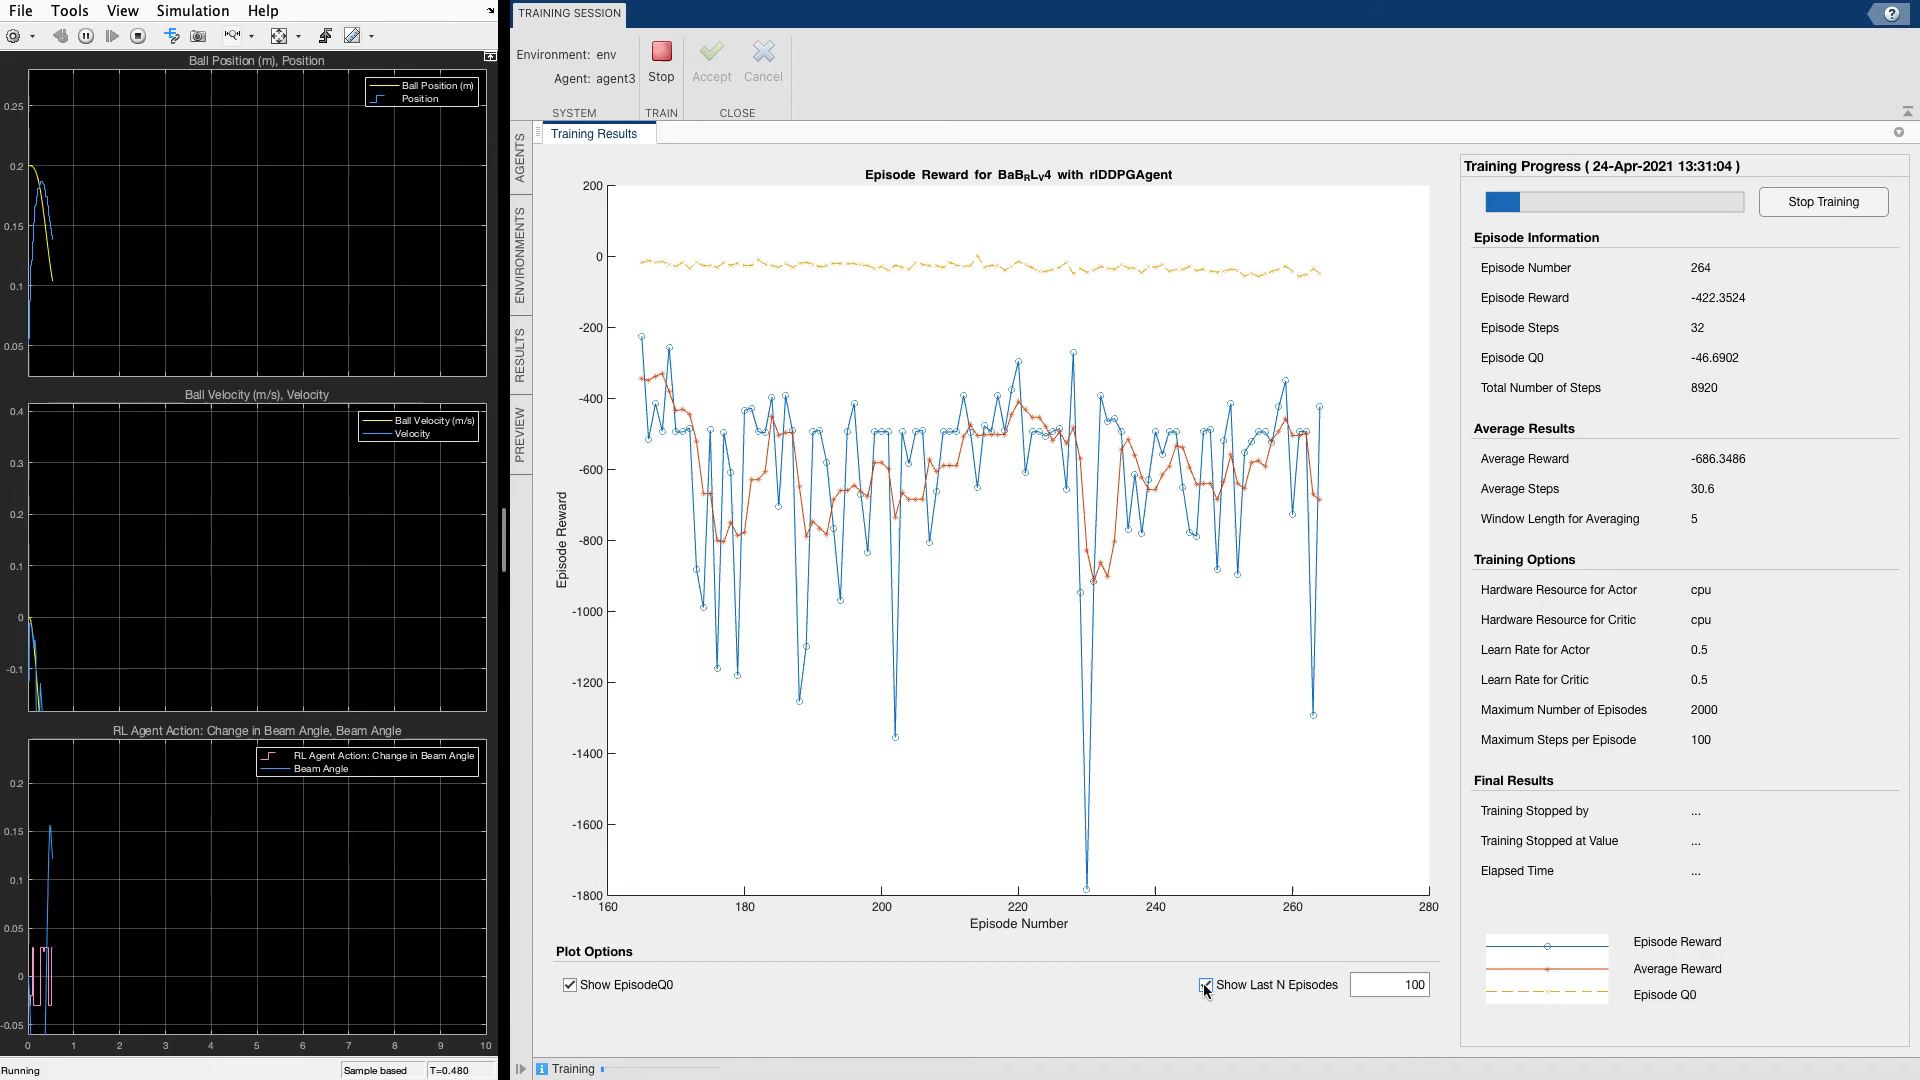 File Tools View Simulation Help
Ball Position (m), Position
Ball Position (m)
Position
0.25
0.2
0.15
0.1
0.05
Ball Velocity (m/s), Velocity
Ball Velocity (m/s)
Velocity
0.4
0.3
0.2
0.1
0
-0.1
RL Agent Action: Change in Beam Angle, Beam Angle
RL Agent Action: Change in Beam Angle
Beam Angle
0.2
0.15
0.1
0.05
0
-0.05
0 1 2 3 4 5 6 7 8 9 10
Running Sample based T=0.480
TRAINING SESSION
?
Environment: env
Agent: agent3
Stop Accept Cancel
SYSTEM TRAIN CLOSE
AGENTS
ENVIRONMENTS
RESULTS
PREVIEW
Training Results
Episode Reward for BaBRLV4 with rlDDPGAgent
Episode Reward
200
0
-200
-400
-600
-800
-1000
-1200
-1400
-1600
-1800
160 180 200 220 240 260 280
Episode Number
Plot Options
Show EpisodeQ0 Show Last N Episodes 100
Training Progress ( 24-Apr-2021 13:31:04 )
Stop Training
Episode Information
Episode Number 264
Episode Reward -422.3524
Episode Steps 32
Episode Q0 -46.6902
Total Number of Steps 8920
Average Results
Average Reward -686.3486
Average Steps 30.6
Window Length for Averaging 5
Training Options
Hardware Resource for Actor cpu
Hardware Resource for Critic cpu
Learn Rate for Actor 0.5
Learn Rate for Critic 0.5
Maximum Number of Episodes 2000
Maximum Steps per Episode 100
Final Results
Training Stopped by ...
Training Stopped at Value ...
Elapsed Time ...
Episode Reward
Average Reward
Episode Q0
Training